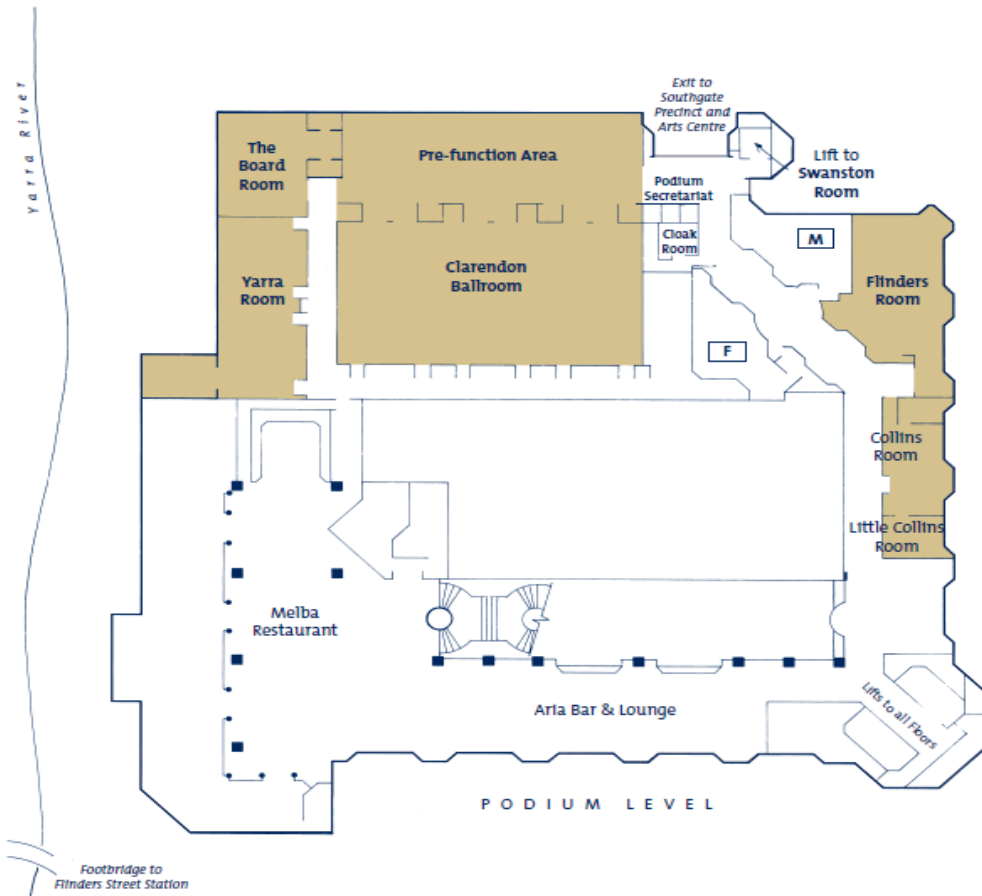 Yarra River
Exit to
Southgate
Precinct and
Arts Centre
The
Board
Room
Pre-function Area
Lift to
Swanston
Room
Podium
Secretariat
Cloak
Room
M
Yarra
Room
Clarendon
Ballroom
Flinders
Room
F
Collins
Room
Little Collins
Room
Melba
Restaurant
Aria Bar & Lounge
Lifts to all Floors
PODIUM LEVEL
Footbridge to
Flinders Street Station